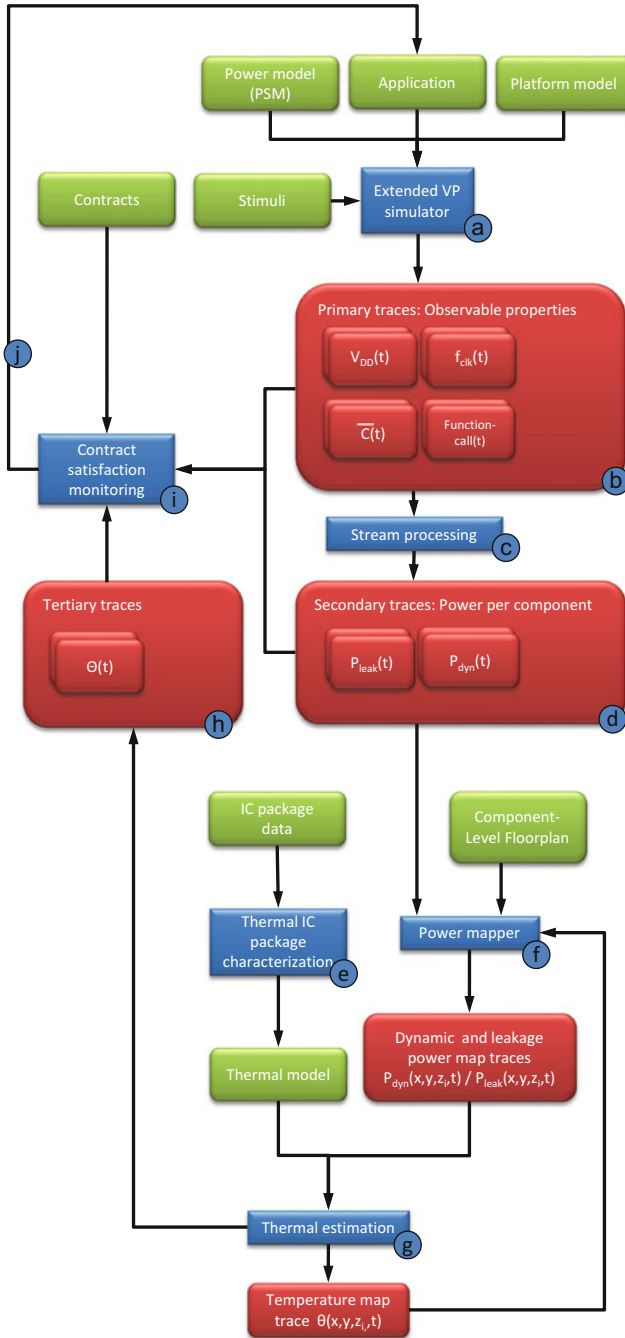 Power model
(PSM)
Application
Platform model
Contracts
Stimuli
Extended VP
simulator
a
Primary traces: Observable properties
V_DD(t)
f_clk(t)
C̅(t)
Function-
call(t)
b
j
Contract
satisfaction
monitoring
i
Stream processing
c
Tertiary traces
Θ(t)
h
Secondary traces: Power per component
P_leak(t)
P_dyn(t)
d
IC package
data
Component-
Level Floorplan
Thermal IC
package
characterization
e
Power mapper
f
Thermal model
Dynamic and leakage
power map traces
P_dyn(x,y,z_i,t) / P_leak(x,y,z_i,t)
Thermal estimation
g
Temperature map
trace θ(x,y,z_i,,t)